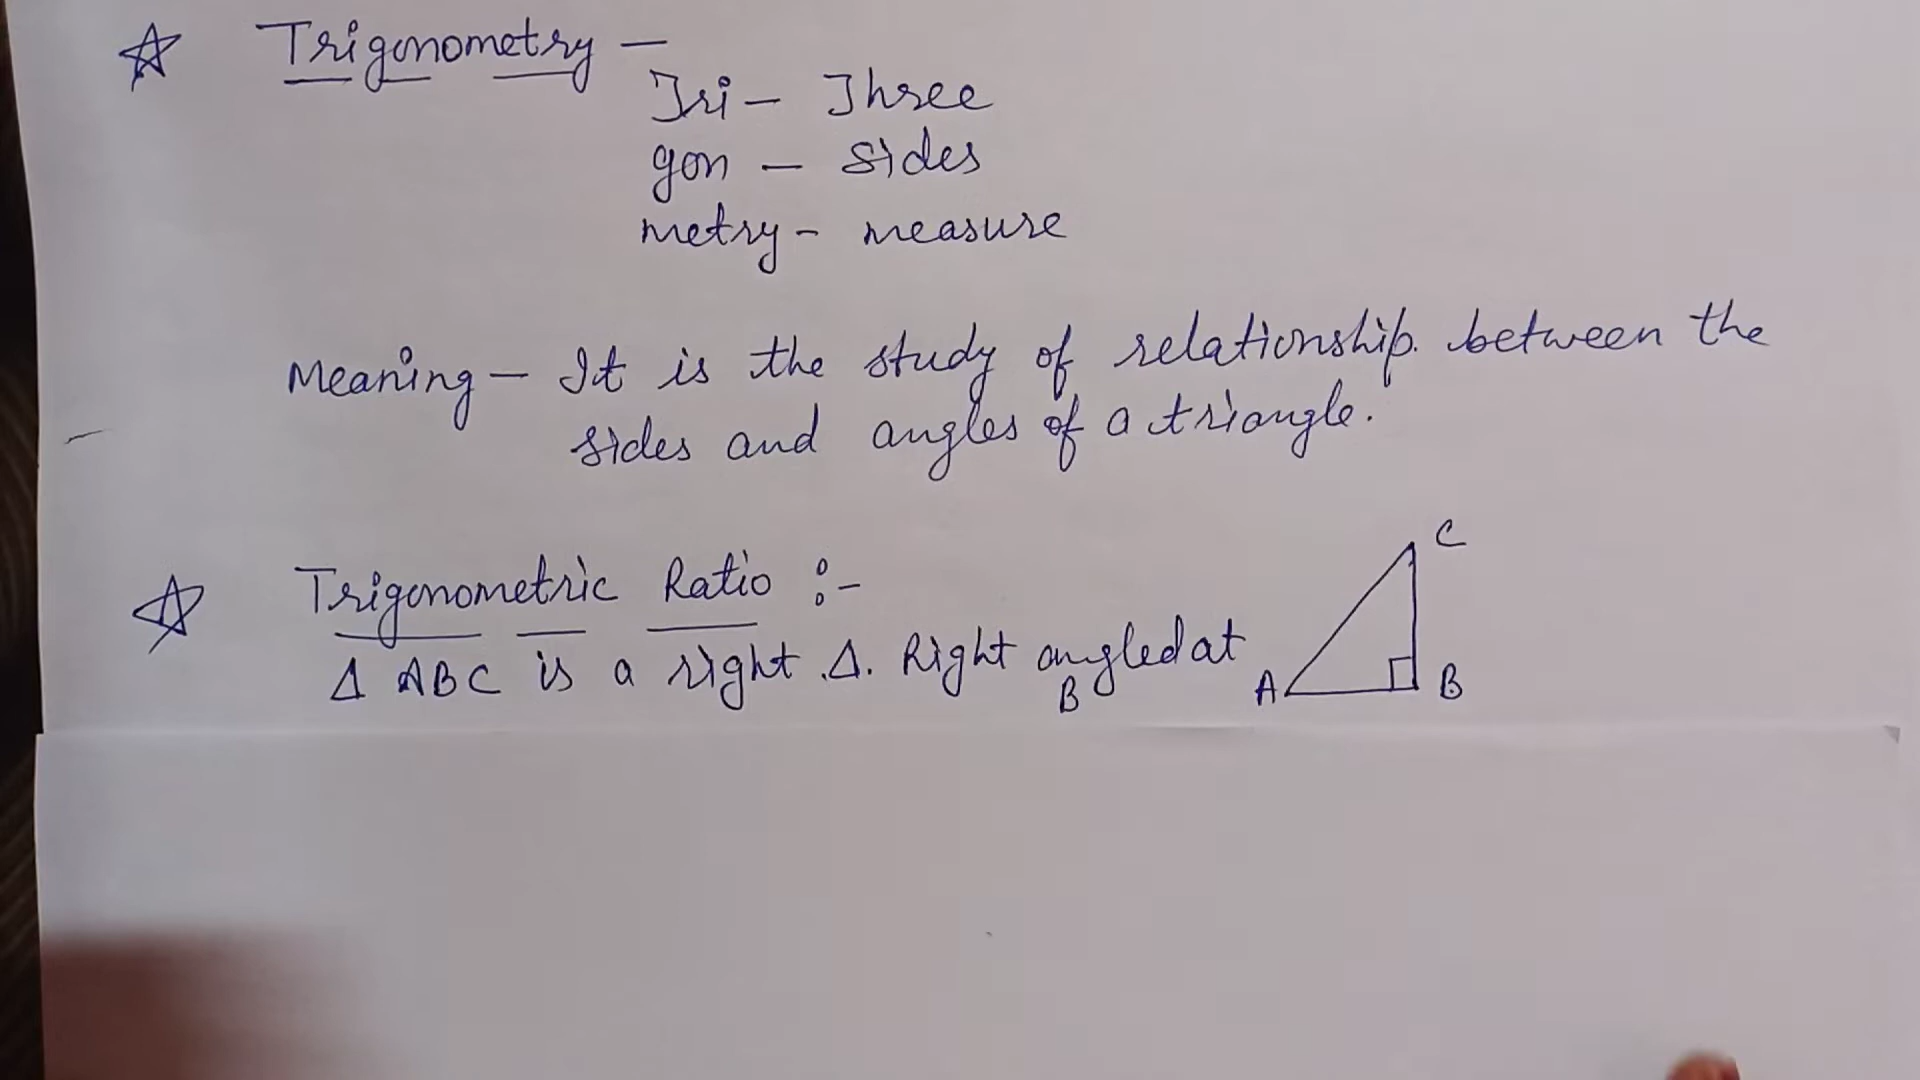 ☆ Trigonometry –
Tri – Three
gon – sides
metry – measure
Meaning – It is the study of relationship. between the
sides and angles of a triangle.
☆ Trigonometric Ratio :-
Δ ABC is a right Δ. Right angled at
B
C
A
B